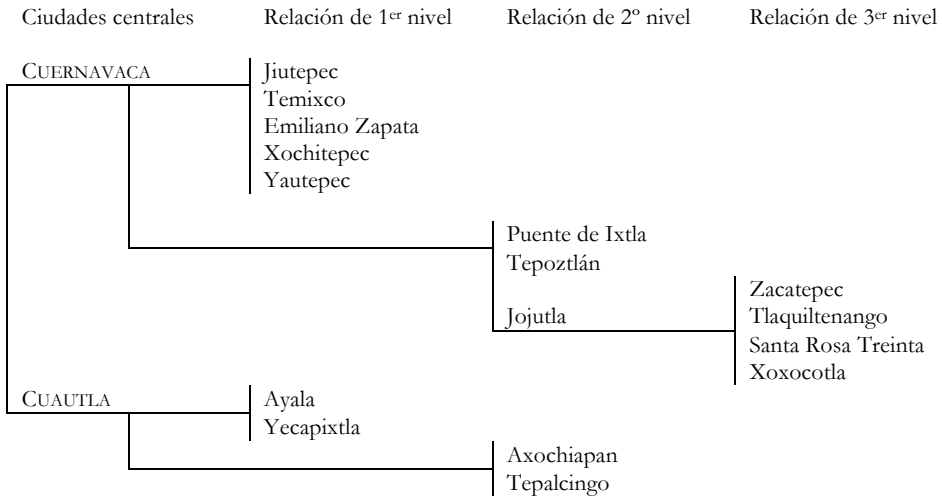 Ciudades centrales Relación de 1er nivel Relación de 2º nivel Relación de 3er nivel
CUERNAVACA Jiutepec
Temixco
Emiliano Zapata
Xochitepec
Yautepec
Puente de Ixtla
Tepoztlán
Jojutla
Zacatepec
Tlaquiltenango
Santa Rosa Treinta
Xoxocotla
CUAUTLA Ayala
Yecapixtla
Axochiapan
Tepalcingo